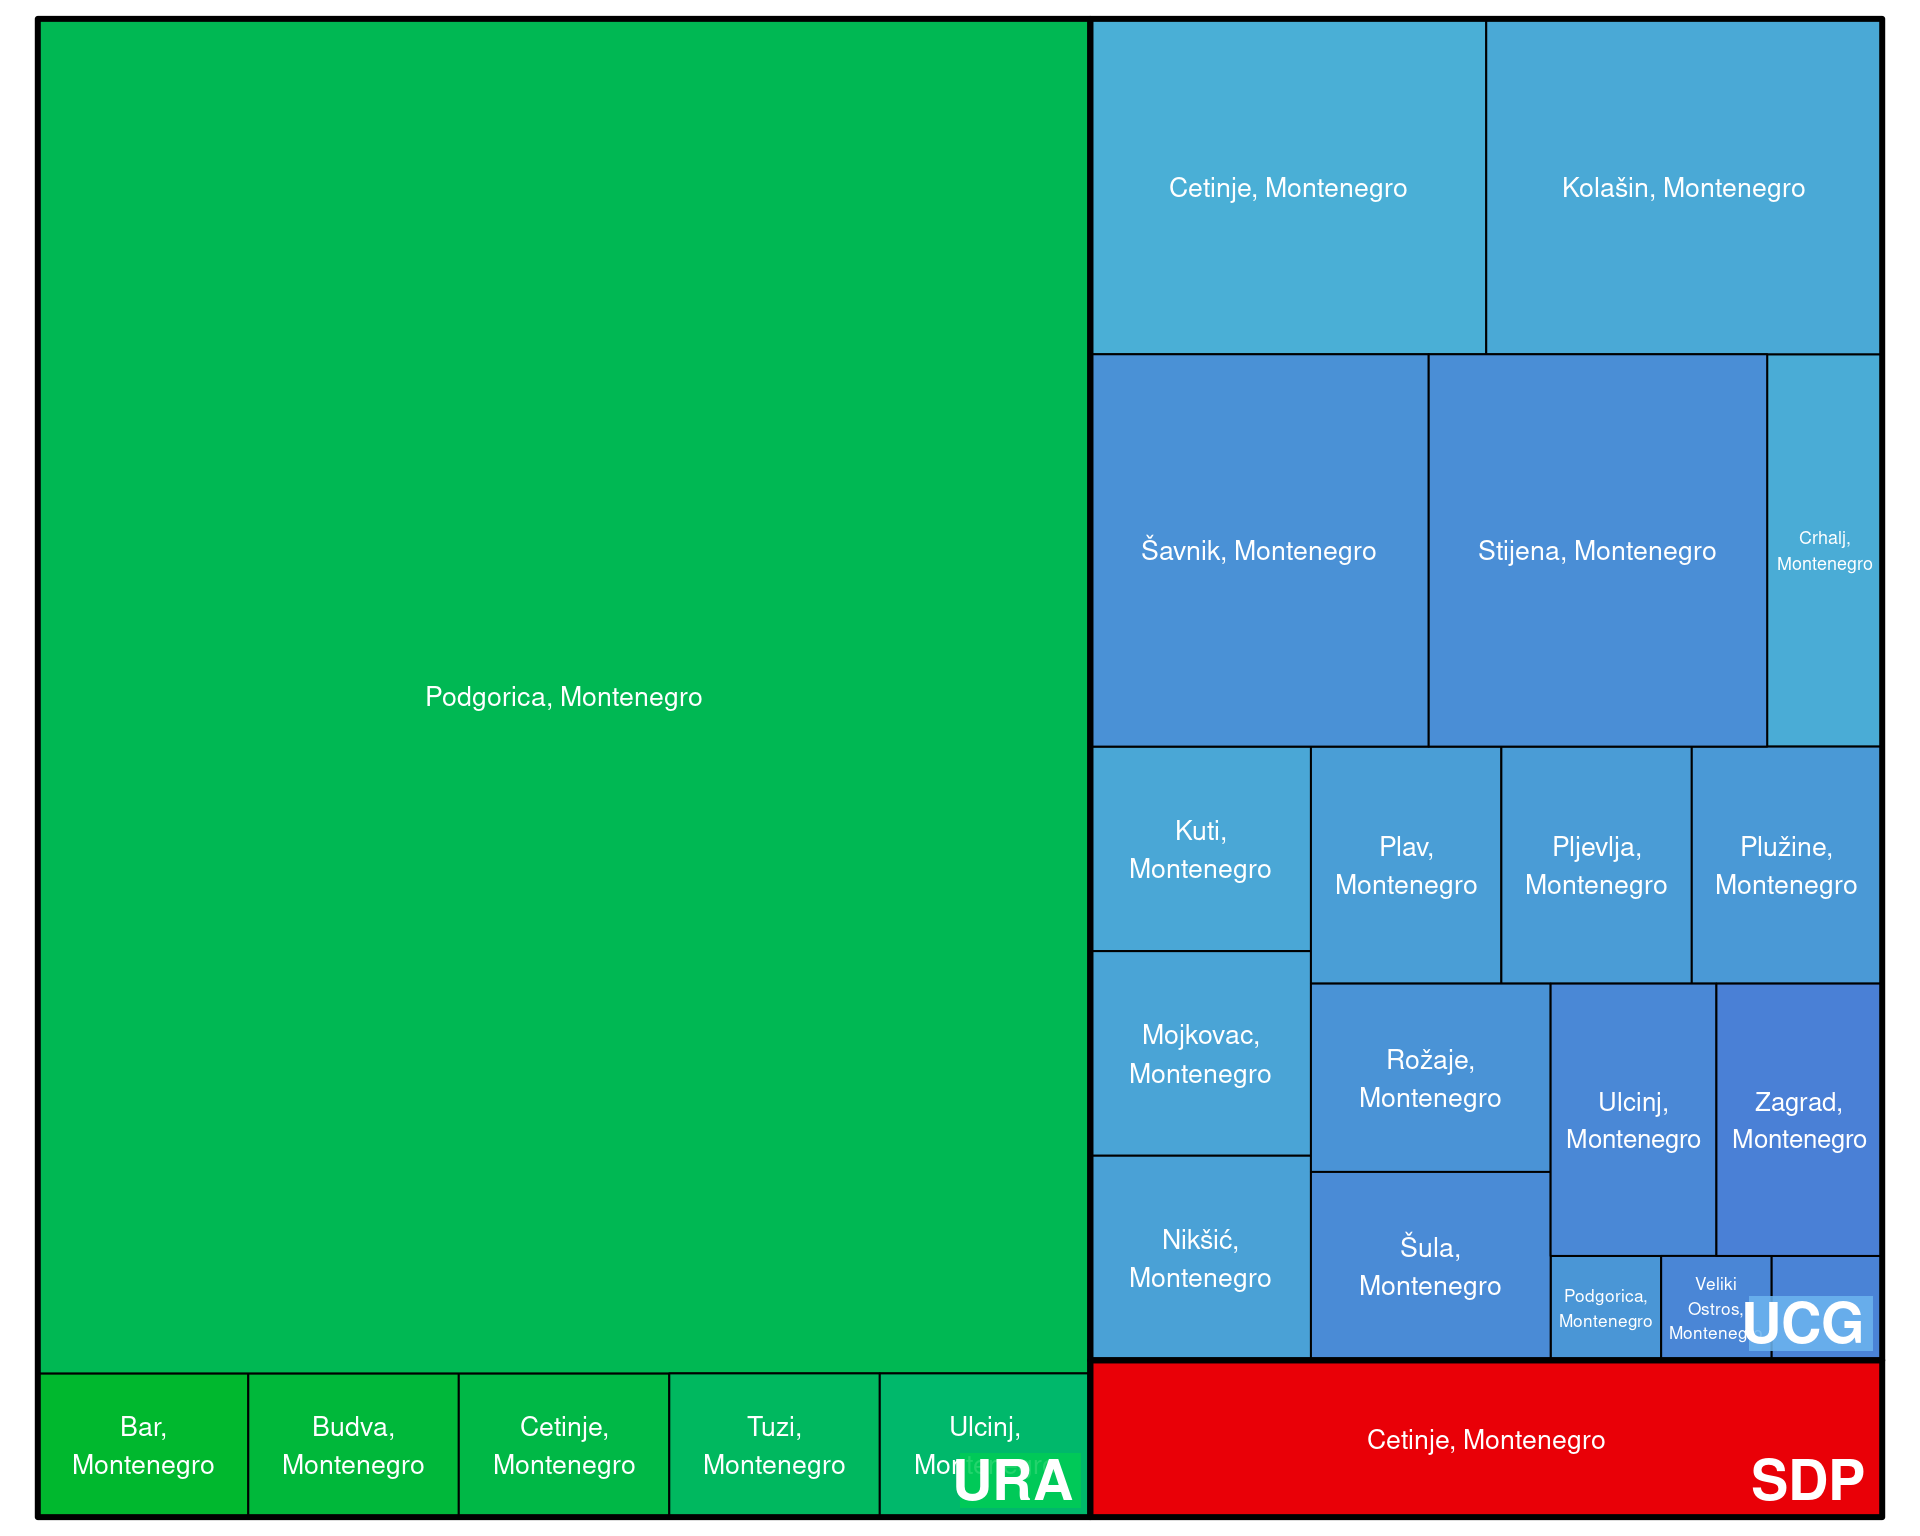 Podgorica, Montenegro
Bar,
Montenegro
Budva,
Montenegro
Cetinje,
Montenegro
Tuzi,
Montenegro
Ulcinj,
Montenegro
URA
Cetinje, Montenegro
Kolašin, Montenegro
Šavnik, Montenegro
Stijena, Montenegro
Crhalj,
Montenegro
Kuti,
Montenegro
Plav,
Montenegro
Pljevlja,
Montenegro
Plužine,
Montenegro
Mojkovac,
Montenegro
Nikšić,
Montenegro
Rožaje,
Montenegro
Šula,
Montenegro
Ulcinj,
Montenegro
Zagrad,
Montenegro
Podgorica,
Montenegro
Veliki
Ostros,
Montenegro
UCG
Cetinje, Montenegro
SDP